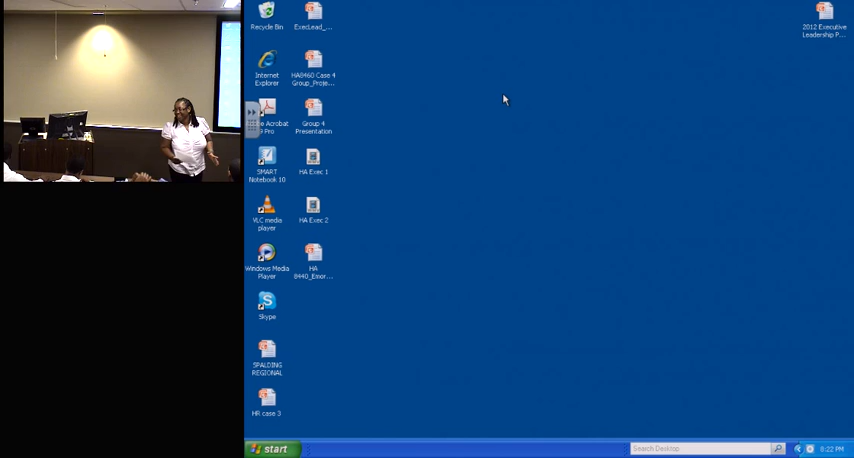 Recycle Bin
ExecLead_...
2012 Executive
Leadership P...
Internet
Explorer
HA8460 Case 4
Group_Proje...
Acrobat
9 Pro
Group 4
Presentation
SMART
Notebook 10
HA Exec 1
VLC media
player
HA Exec 2
Windows Media
Player
HA
8440_Emor...
Skype
SPALDING
REGIONAL
HR case 3
start
Search Desktop
8:22 PM